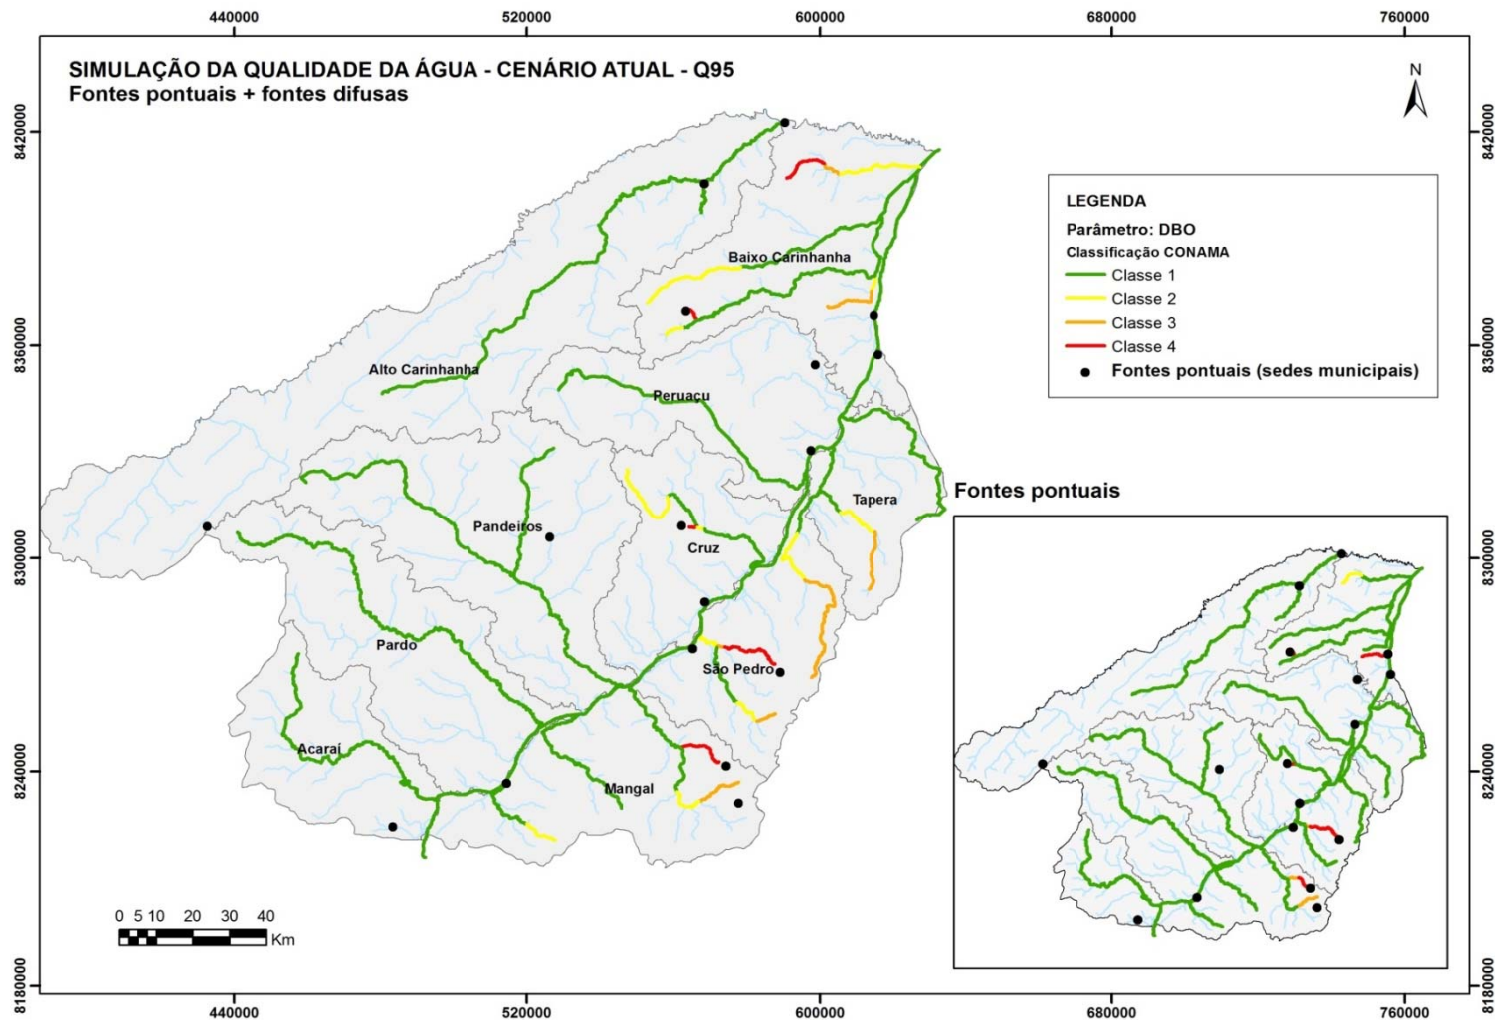 440000 520000 600000 680000 760000
SIMULAÇÃO DA QUALIDADE DA ÁGUA - CENÁRIO ATUAL - Q95
Fontes pontuais + fontes difusas
N
8420000 8420000
LEGENDA
Parâmetro: DBO
Classificação CONAMA
Classe 1
Classe 2
Classe 3
Classe 4
Fontes pontuais (sedes municipais)
Baixo Carinhanha
8360000 8360000
Alto Carinhanha
Peruaçu
Tapera
Fontes pontuais
Pandeiros
Cruz
8300000 8300000
Pardo
São Pedro
Acaraí
8240000 8240000
Mangal
0 5 10 20 30 40
Km
8180000 8180000
440000 520000 600000 680000 760000